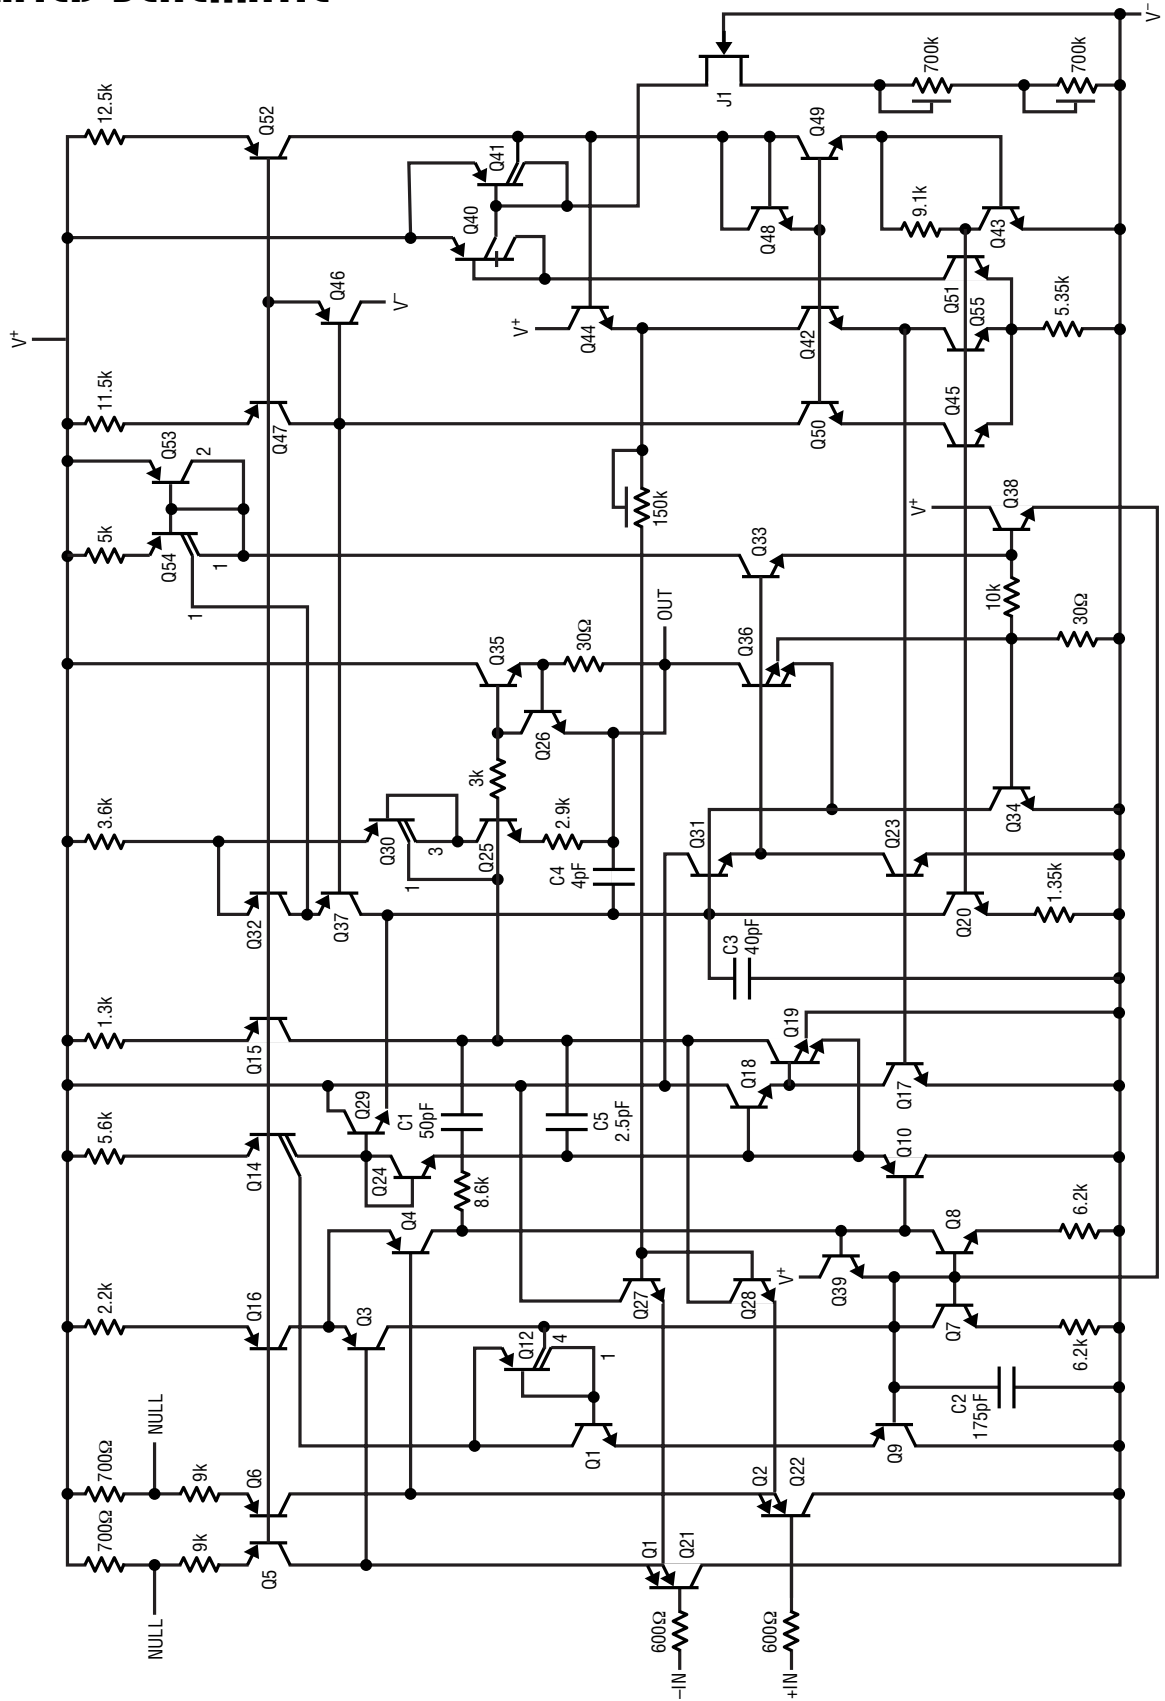 V+
700Ω
700Ω
2.2k
5.6k
1.3k
3.6k
5k
11.5k
12.5k
NULL
NULL
Q54
Q53
9k
9k
1
2
1
Q5
Q6
Q16
Q14
Q15
Q32
Q47
Q52
Q37
Q46
Q3
Q29
Q24
Q30
V−
Q4
C1
50pF
1
3
Q40
3k
8.6k
Q25
Q41
Q35
V+
Q12
Q26
4
2.9k
C4
4pF
30Ω
Q44
Q1
C5
2.5pF
1
Q27
Q1
Q21
600Ω
150k
OUT
−IN
Q31
J1
Q28
C3
40pF
Q18
Q36
Q33
Q2
Q22
600Ω
Q48
V+
Q19
+IN
Q42
Q50
Q49
Q39
Q23
Q9
Q10
Q17
V+
9.1k
700k
Q7
Q8
Q45
Q51
C2
175pF
Q20
Q55
10k
Q43
Q38
Q34
1.35k
5.35k
6.2k
6.2k
30Ω
700k
V−